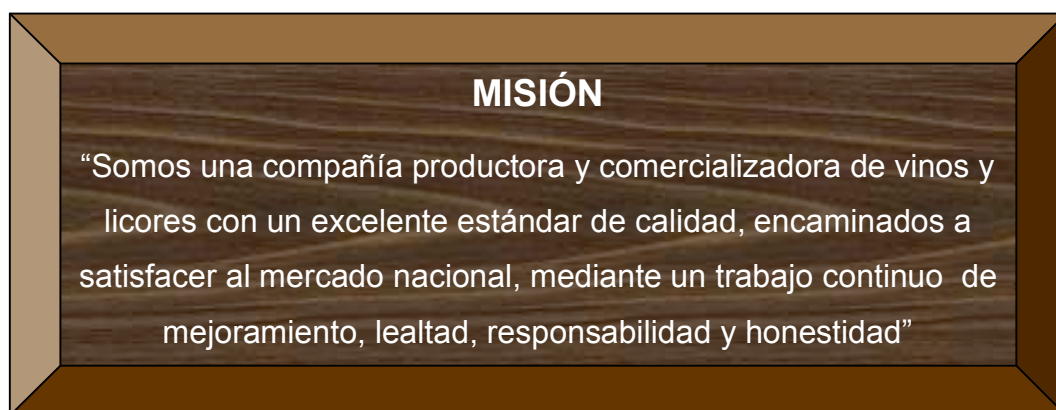 MISIÓN
“Somos una compañía productora y comercializadora de vinos y
licores con un excelente estándar de calidad, encaminados a
satisfacer al mercado nacional, mediante un trabajo continuo  de
mejoramiento, lealtad, responsabilidad y honestidad”